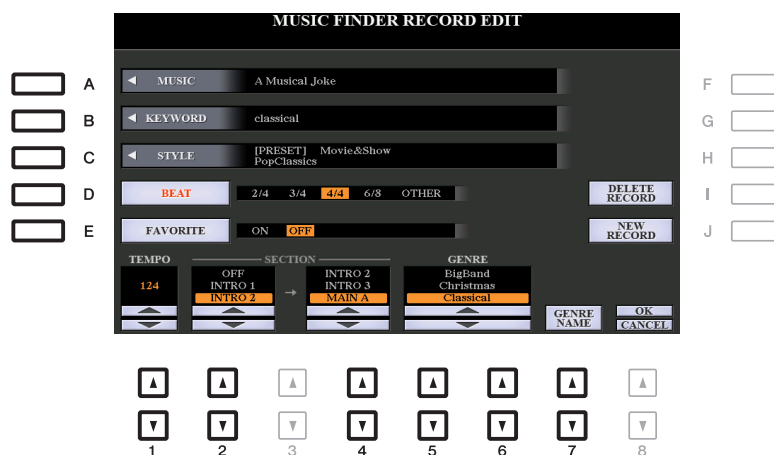 MUSIC FINDER RECORD EDIT
A MUSIC A Musical Joke F
B KEYWORD classical G
C STYLE [PRESET] Movie&Show H
PopClassics
D BEAT 2/4 3/4 4/4 6/8 OTHER DELETE RECORD I
E FAVORITE ON OFF NEW RECORD J
TEMPO SECTION GENRE
OFF INTRO 2 BigBand
124 INTRO 1 → INTRO 3 Christmas
INTRO 2 MAIN A Classical
GENRE NAME OK
CANCEL
1 2 3 4 5 6 7 8